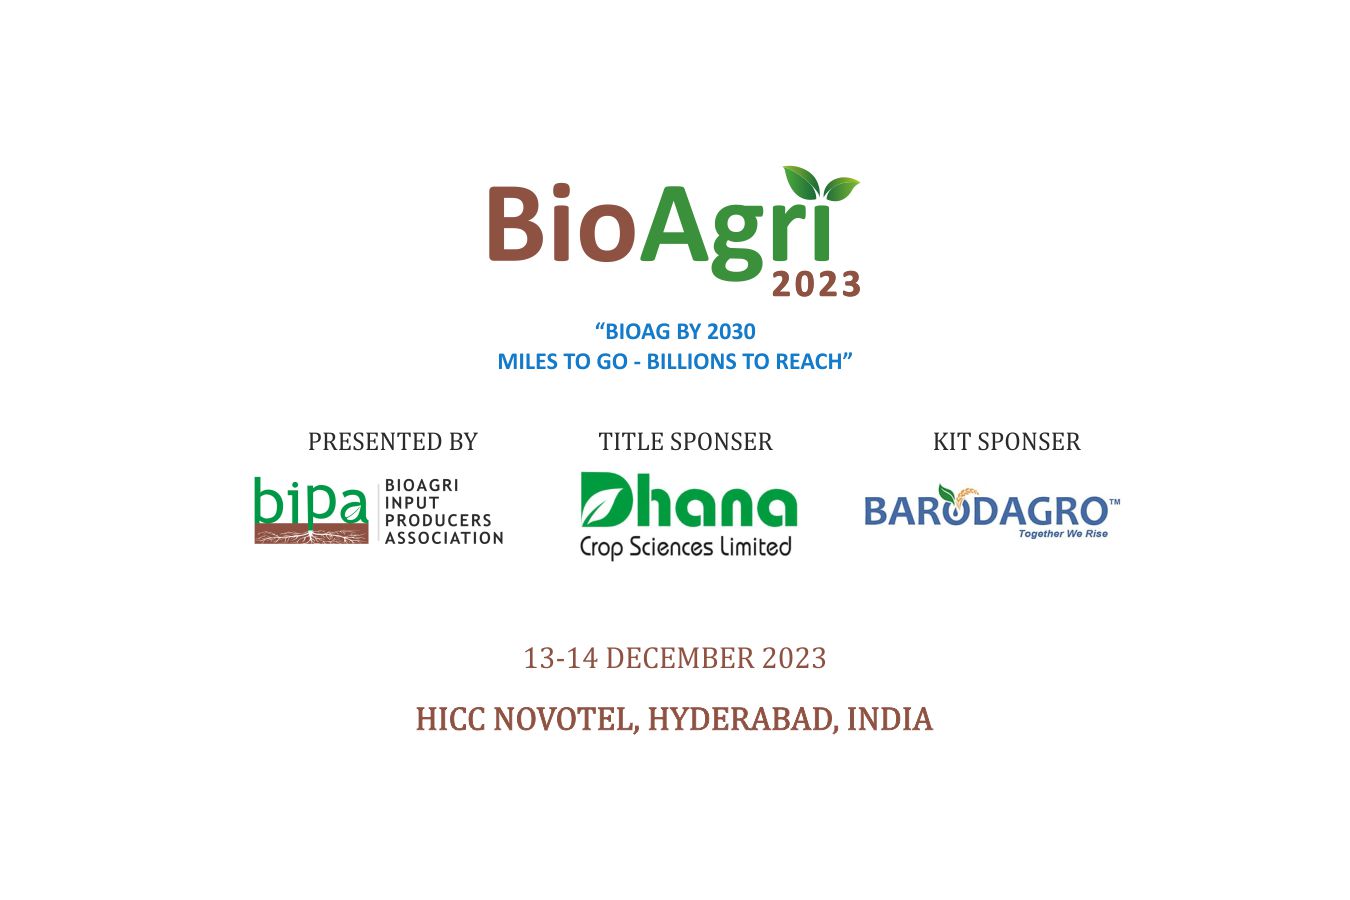 BioAgri
2023
“BIOAG BY 2030
MILES TO GO - BILLIONS TO REACH”
PRESENTED BY
bipa
BIOAGRI
INPUT
PRODUCERS
ASSOCIATION
TITLE SPONSER
Dhana
Crop Sciences Limited
KIT SPONSER
BARODAGRO™
Together We Rise
13-14 DECEMBER 2023
HICC NOVOTEL, HYDERABAD, INDIA